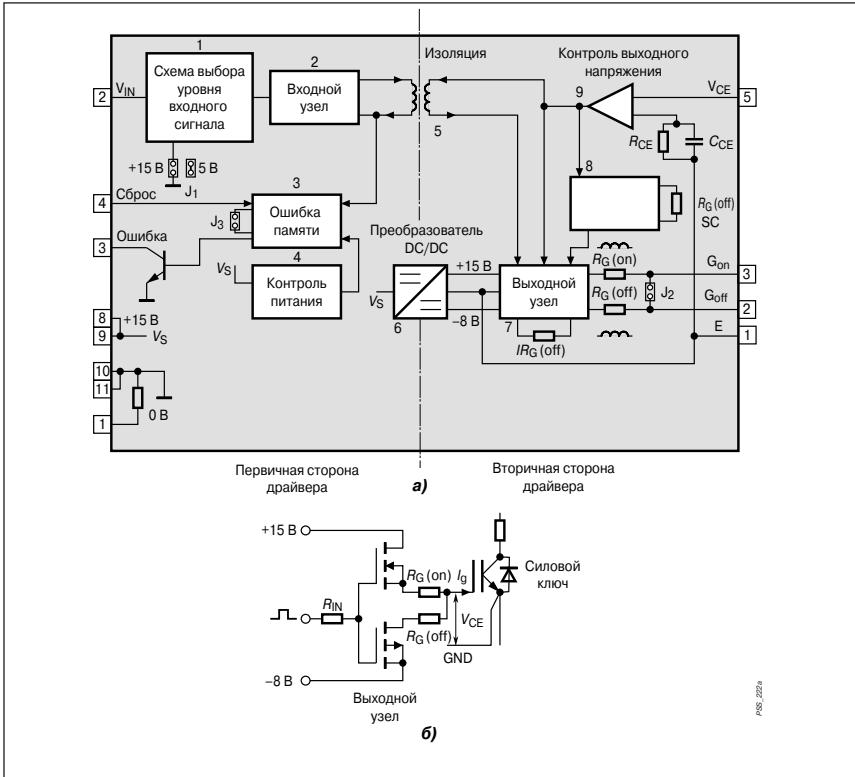 1
Схема выбора
уровня
входного
сигнала
2
Входной
узел
Изоляция
5
Контроль выходного
напряжения
9
V_CE
5
2
V_IN
R_CE
C_CE
+15 В
5 В
J_1
8
R_G (off)
SC
4
Сброс
3
Ошибка
памяти
J_3
3
Ошибка
4
Контроль
питания
V_S
Преобразователь
DC/DC
+15 В
V_S
–8 В
6
Выходной
узел
7
IR_G (off)
R_G (on)
R_G (off)
J_2
G_on
3
G_off
2
E
1
8
+15 В
9
V_S
10
11
0 В
1
Первичная сторона
драйвера
а)
Вторичная сторона
драйвера
+15 В
R_G (on)
I_g
Силовой
ключ
R_IN
V_CE
R_G (off)
GND
–8 В
Выходной
узел
б)
PSS_222a